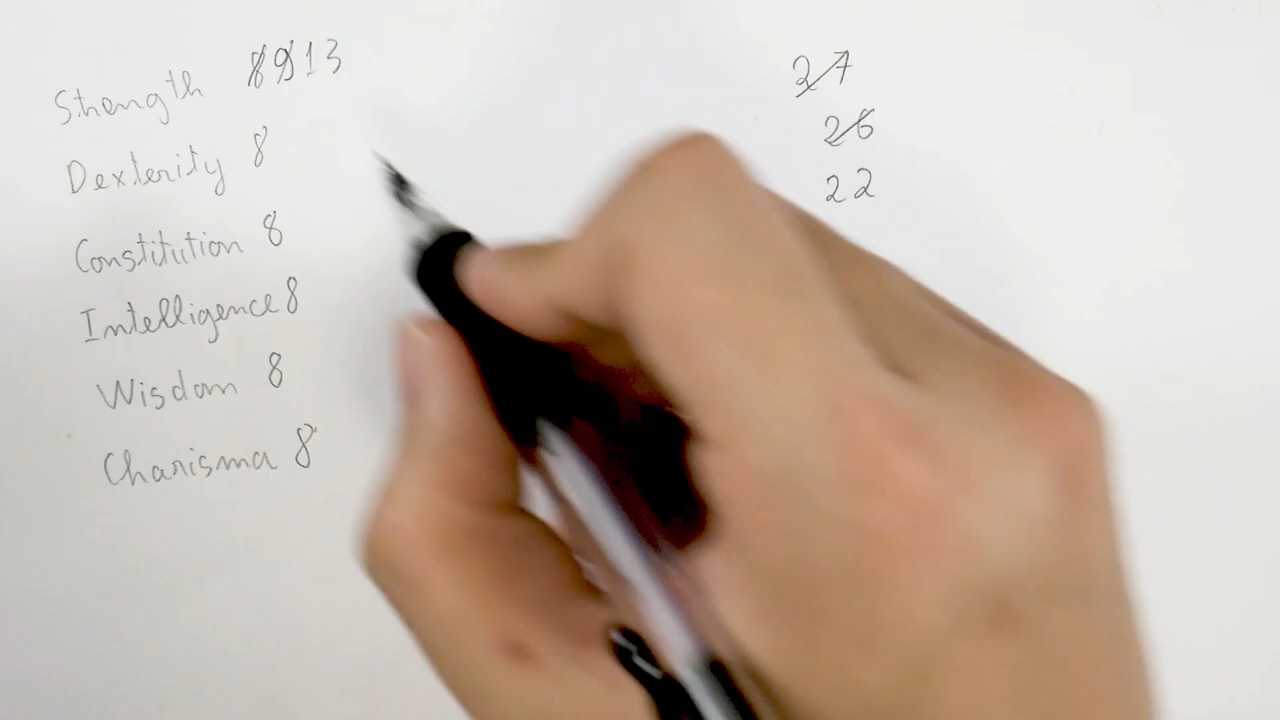 Strength 8 9 13
Dexterity 8
Constitution 8
Intelligence 8
Wisdom 8
Charisma 8
27
26
22